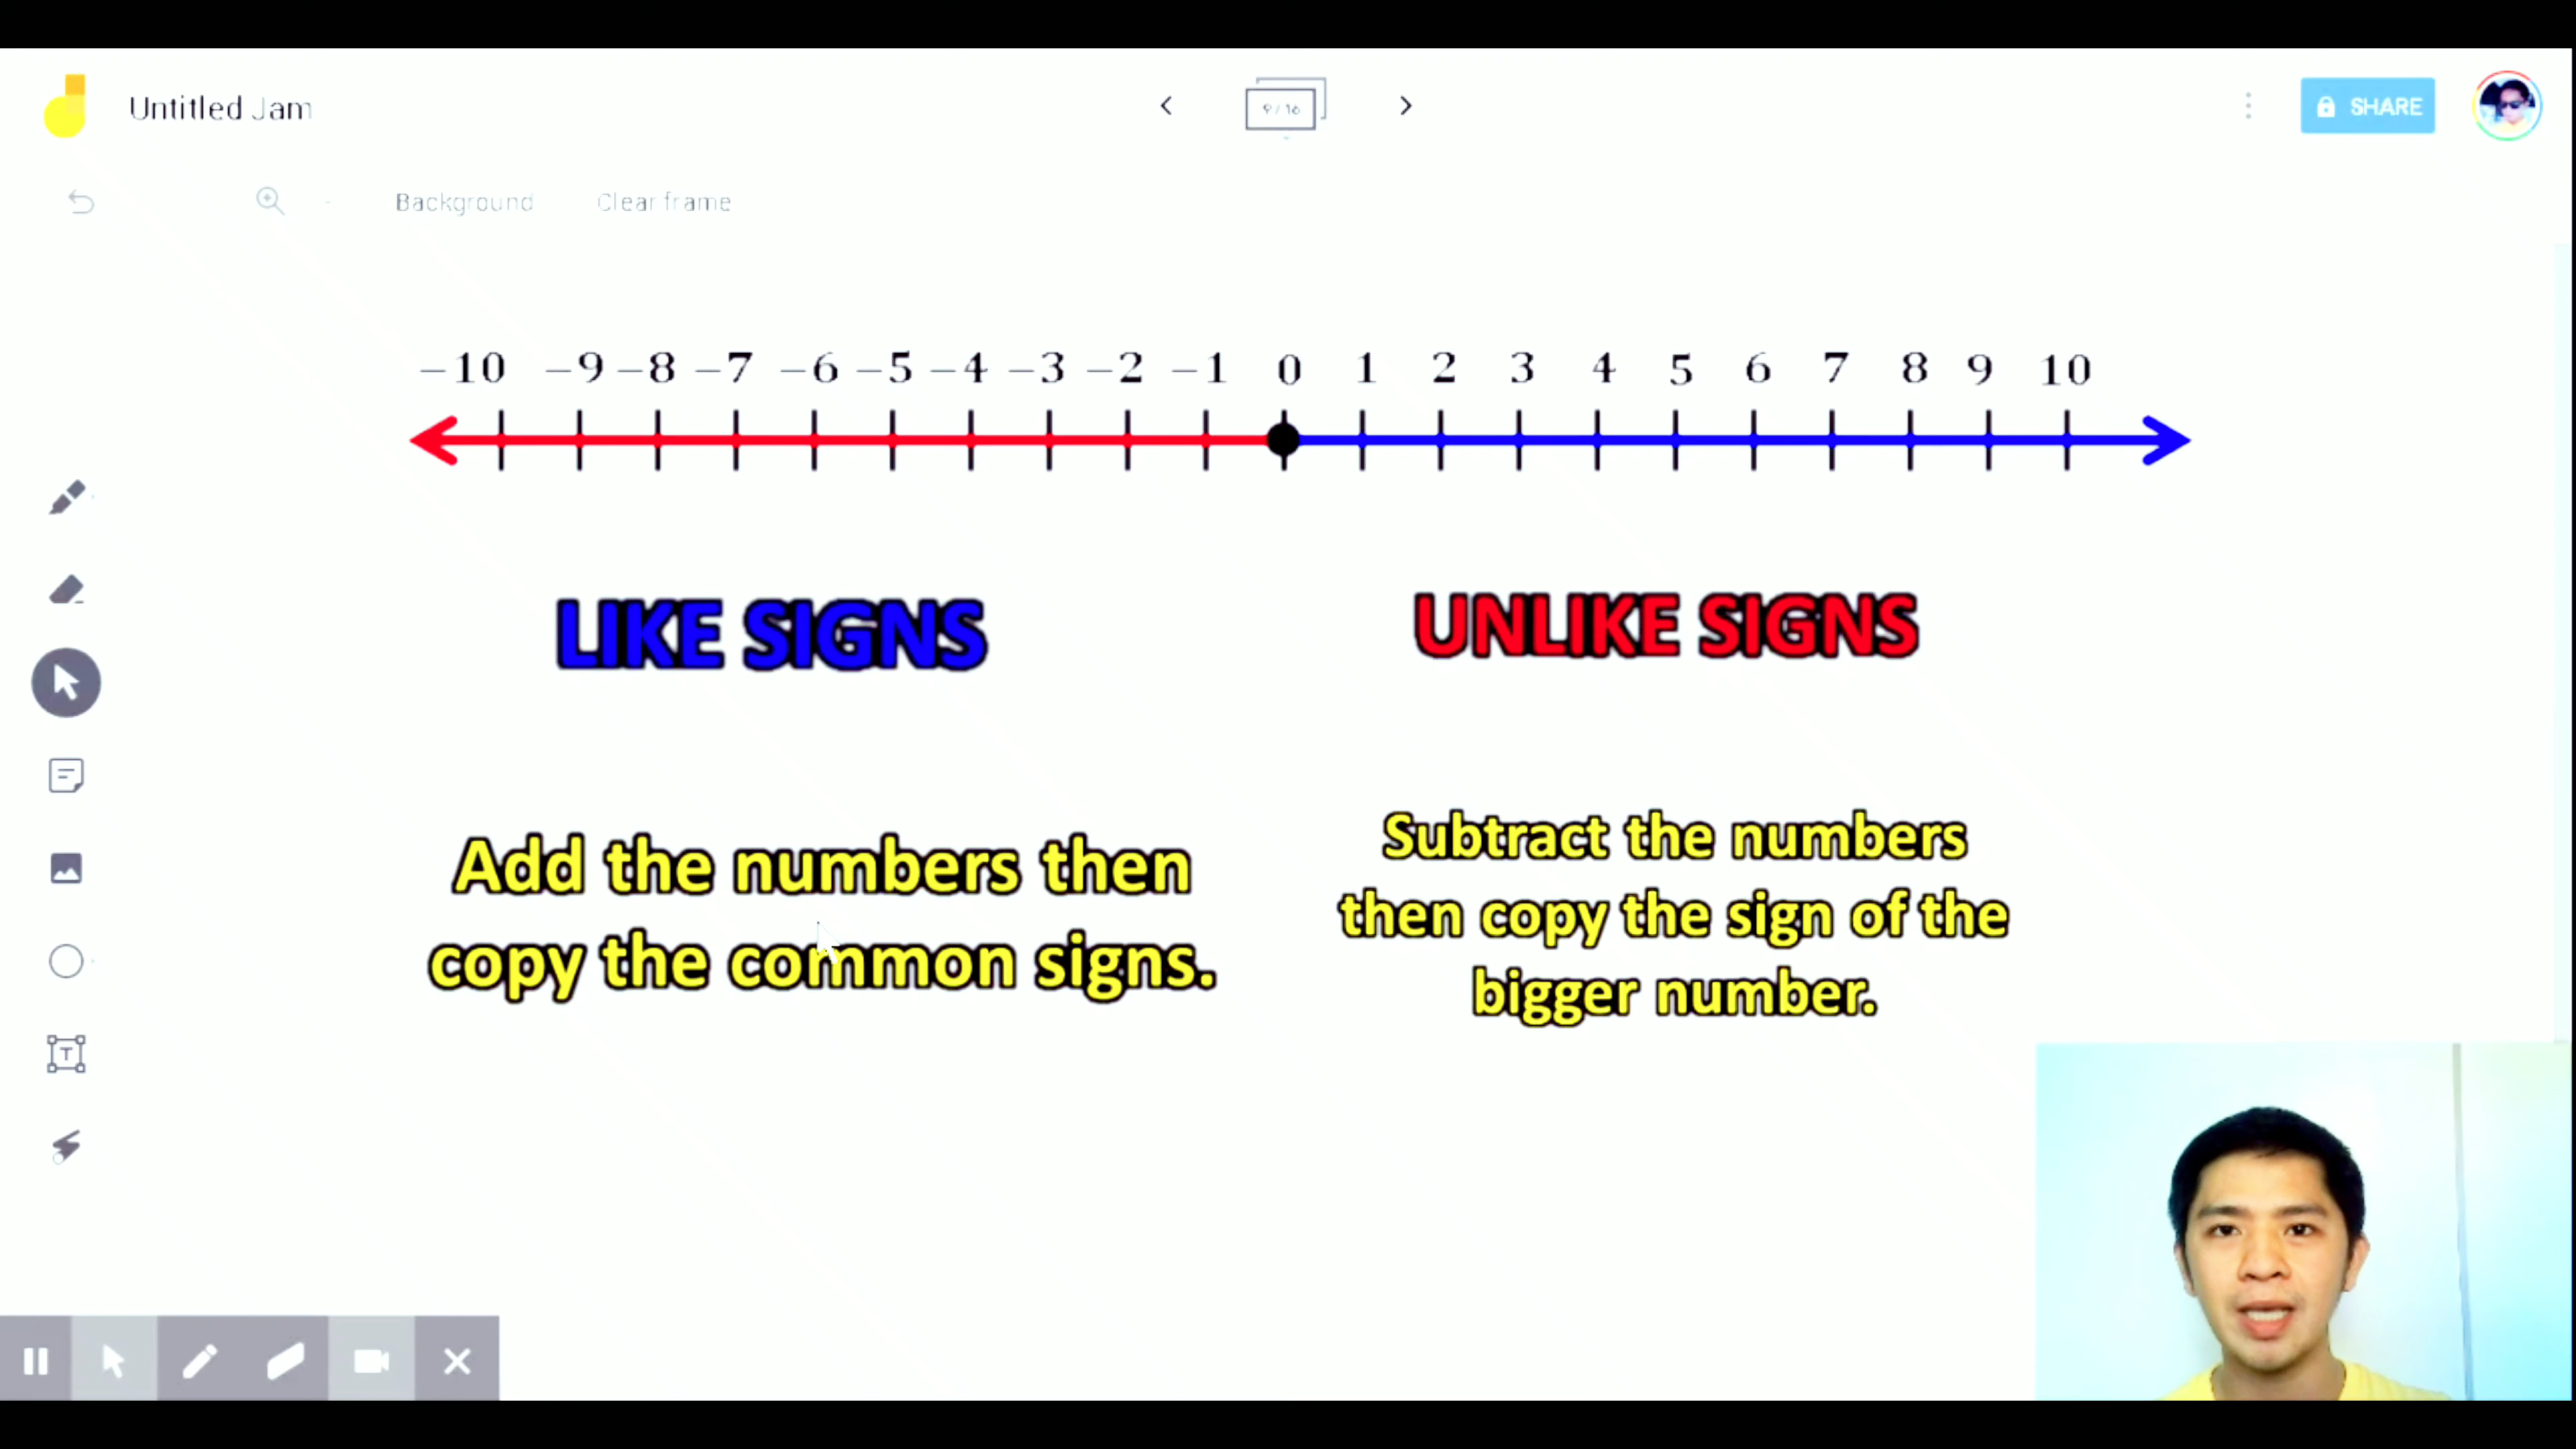 Untitled Jam
9 / 16
SHARE
Background
Clear frame
−10 −9 −8 −7 −6 −5 −4 −3 −2 −1 0 1 2 3 4 5 6 7 8 9 10
LIKE SIGNS
Add the numbers then
copy the common signs.
UNLIKE SIGNS
Subtract the numbers
then copy the sign of the
bigger number.